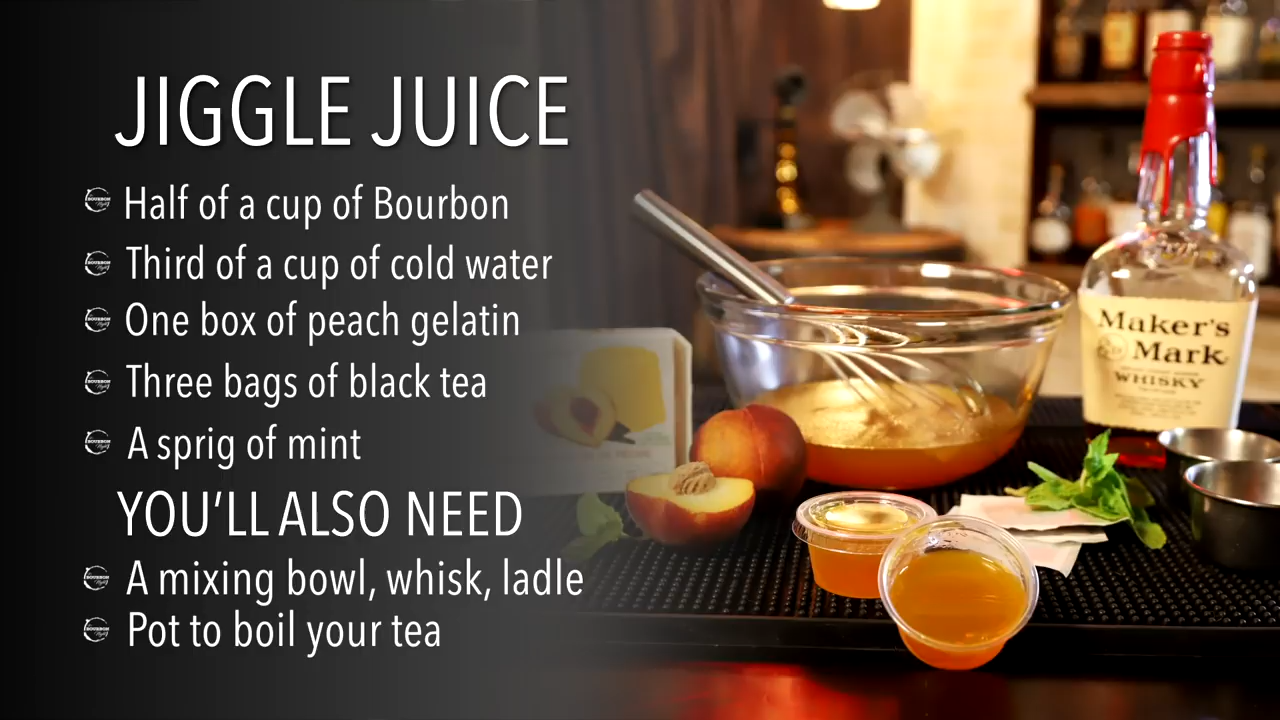 JIGGLE JUICE
Half of a cup of Bourbon
Third of a cup of cold water
One box of peach gelatin
Three bags of black tea
A sprig of mint
YOU'LL ALSO NEED
A mixing bowl, whisk, ladle
Pot to boil your tea
Maker's
Mark
WHISKY